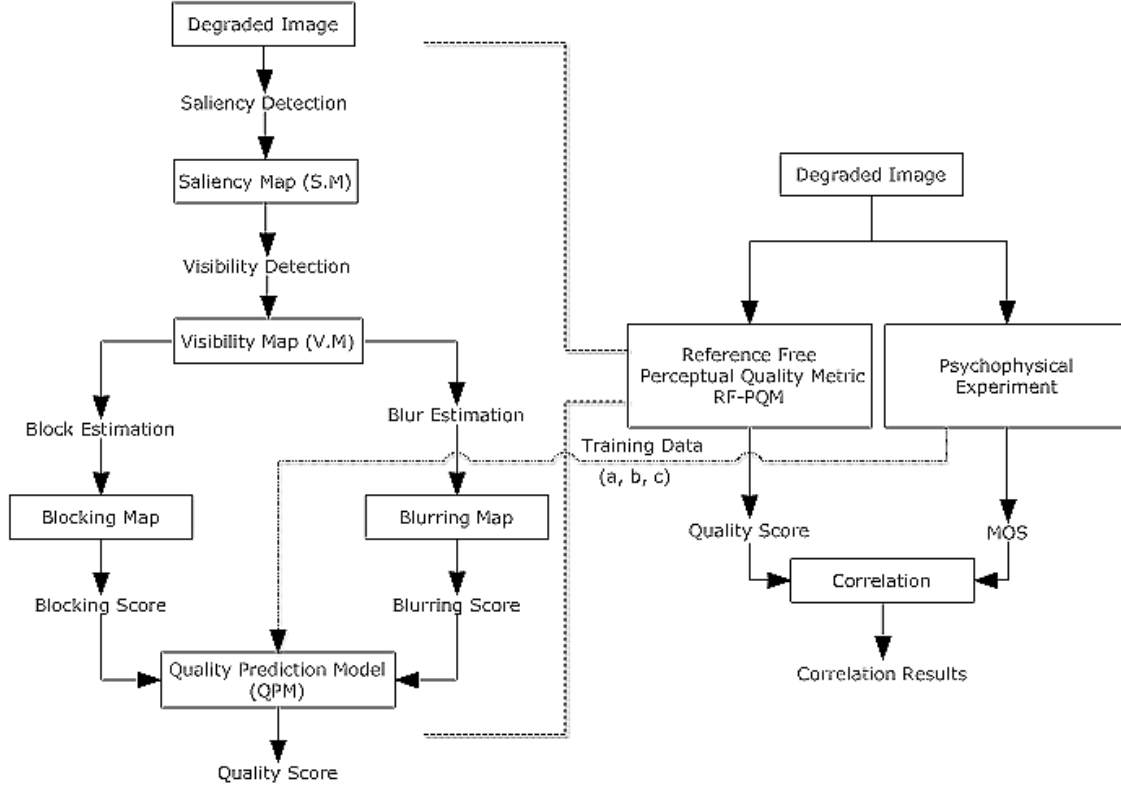 Degraded Image
Saliency Detection
Saliency Map (S.M)
Visibility Detection
Visibility Map (V.M)
Block Estimation
Blur Estimation
Blocking Map
Blurring Map
Blocking Score
Blurring Score
Quality Prediction Model
(QPM)
Quality Score
Degraded Image
Reference Free
Perceptual Quality Metric
RF-PQM
Psychophysical
Experiment
Training Data
(a, b, c)
Quality Score
MOS
Correlation
Correlation Results